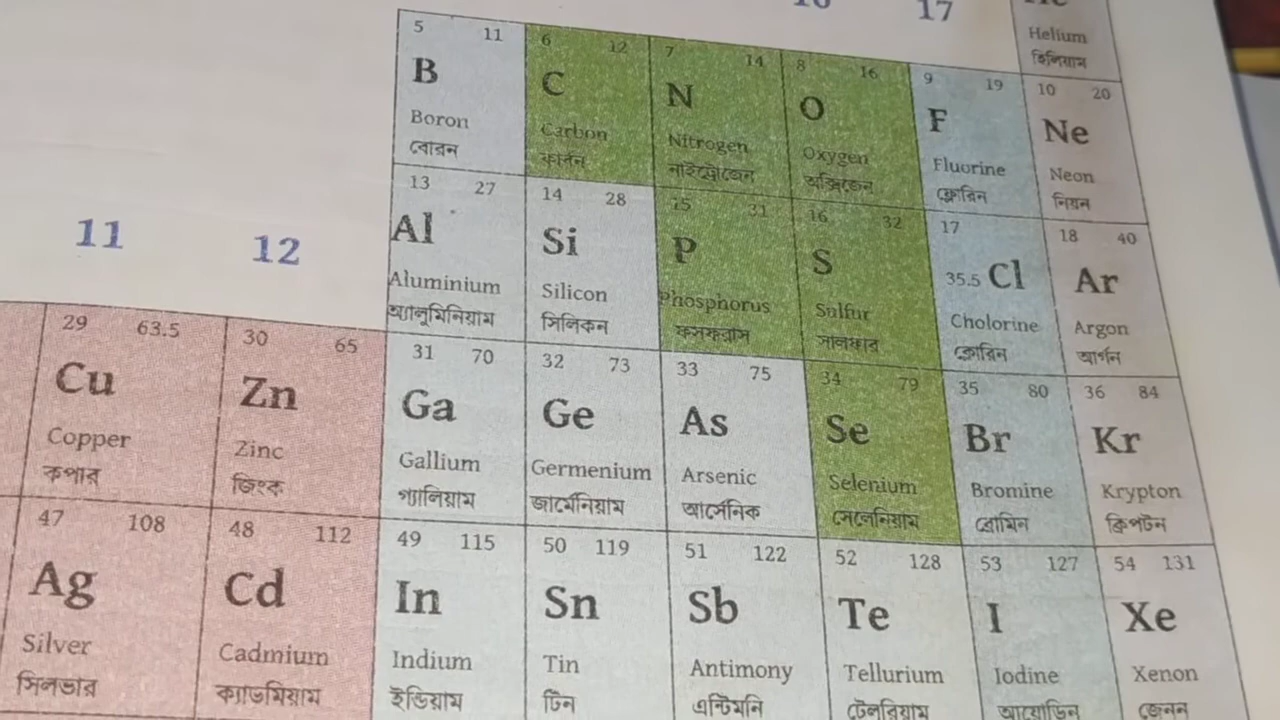 17
Helium
হিলিয়াম
5 11
B
Boron
বোরন
6 12
C
Carbon
কার্বন
7 14
N
Nitrogen
নাইট্রোজেন
8 16
O
Oxygen
অক্সিজেন
9 19
F
Fluorine
ফ্লোরিন
10 20
Ne
Neon
নিয়ন
11
12
13 27
Al
Aluminium
অ্যালুমিনিয়াম
14 28
Si
Silicon
সিলিকন
15 31
P
Phosphorus
ফসফরাস
16 32
S
Sulfur
সালফার
17
35.5 Cl
Cholorine
ক্লোরিন
18 40
Ar
Argon
আর্গন
29 63.5
Cu
Copper
কপার
30 65
Zn
Zinc
জিংক
31 70
Ga
Gallium
গ্যালিয়াম
32 73
Ge
Germenium
জার্মেনিয়াম
33 75
As
Arsenic
আর্সেনিক
34 79
Se
Selenium
সেলেনিয়াম
35 80
Br
Bromine
ব্রোমিন
36 84
Kr
Krypton
ক্রিপটন
47 108
Ag
Silver
সিলভার
48 112
Cd
Cadmium
ক্যাডমিয়াম
49 115
In
Indium
ইন্ডিয়াম
50 119
Sn
Tin
টিন
51 122
Sb
Antimony
এন্টিমনি
52 128
Te
Tellurium
টেলুরিয়াম
53 127
I
Iodine
আয়োডিন
54 131
Xe
Xenon
জেনন